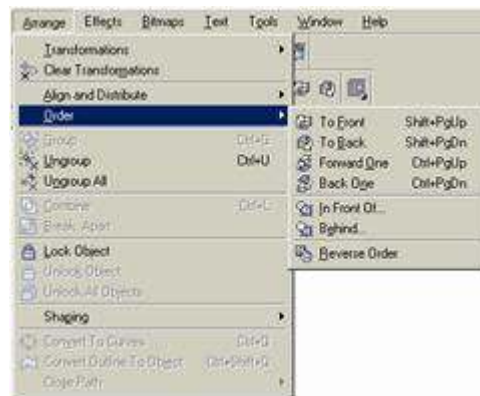 Arrange Effects Bitmaps Text Tools Window Help
Transformations
Clear Transformations
Align and Distribute
Order
Group Ctrl+G
Ungroup Ctrl+U
Ungroup All
Combine Ctrl+L
Break Apart
Lock Object
Unlock Object
Unlock All Objects
Shaping
Convert To Curves Ctrl+Q
Convert Outline To Object Ctrl+Shift+Q
Close Path
To Front Shift+PgUp
To Back Shift+PgDn
Forward One Ctrl+PgUp
Back One Ctrl+PgDn
In Front Of...
Behind...
Reverse Order